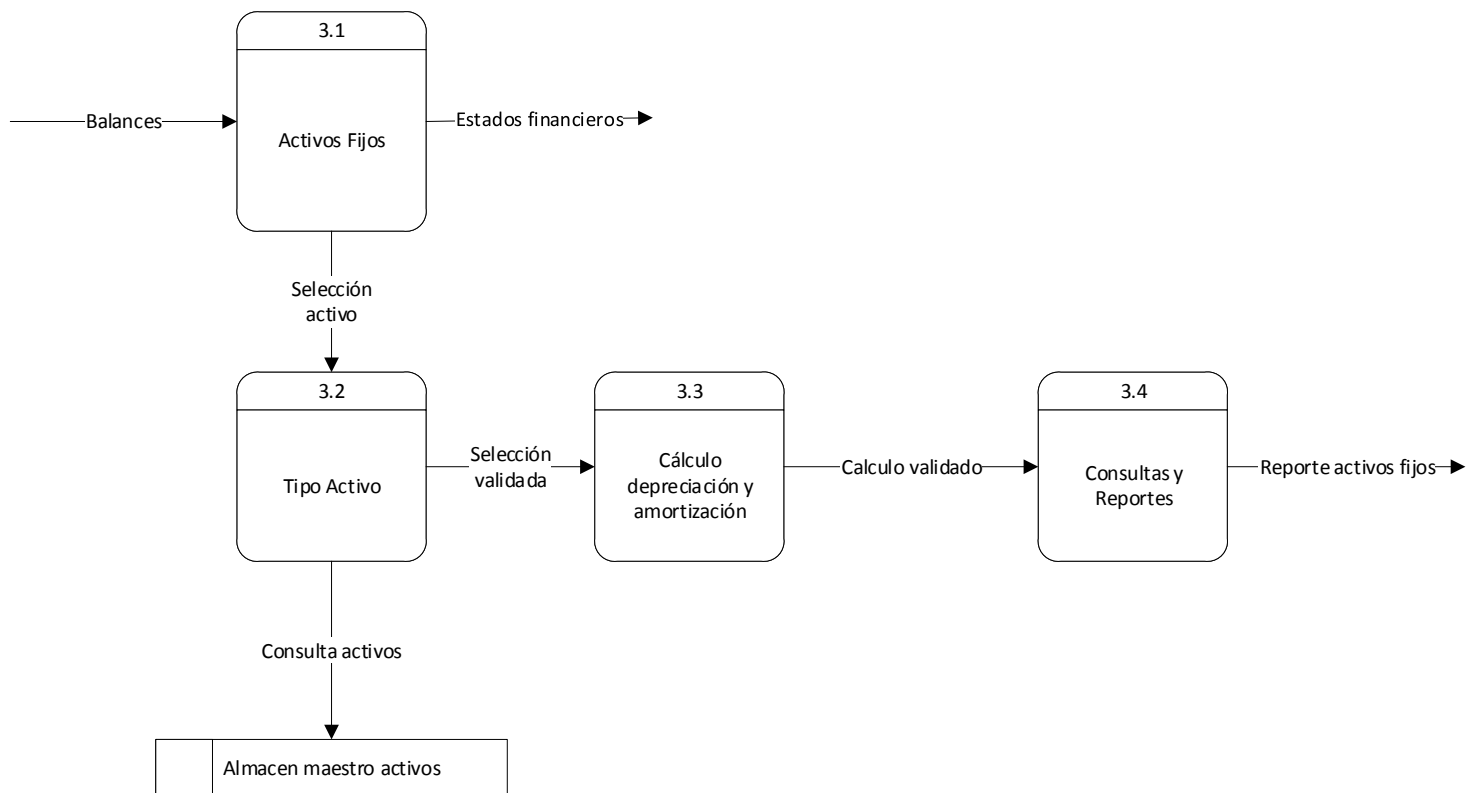 3.1
Balances
Activos Fijos
Estados financieros
Selección
activo
3.2
Tipo Activo
Selección
validada
3.3
Cálculo
depreciación y
amortización
Calculo validado
3.4
Consultas y
Reportes
Reporte activos fijos
Consulta activos
Almacen maestro activos